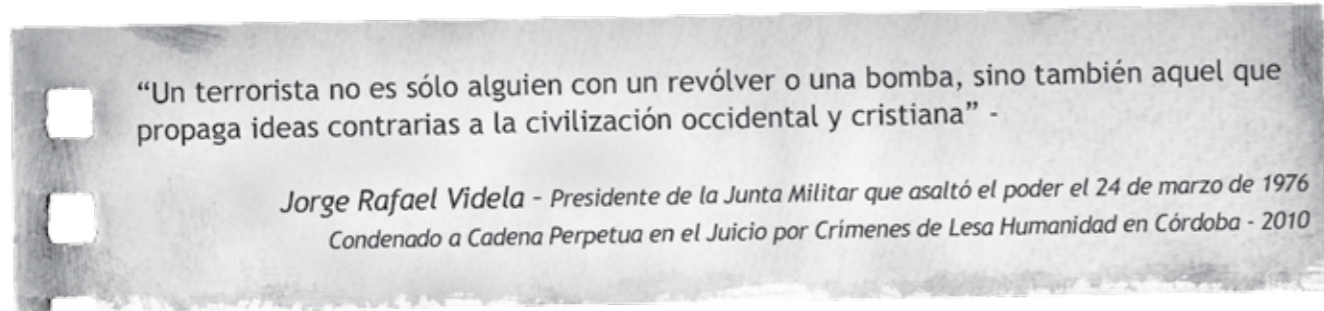 “Un terrorista no es sólo alguien con un revólver o una bomba, sino también aquel que
propaga ideas contrarias a la civilización occidental y cristiana” -
Jorge Rafael Videla - Presidente de la Junta Militar que asaltó el poder el 24 de marzo de 1976
Condenado a Cadena Perpetua en el Juicio por Crímenes de Lesa Humanidad en Córdoba - 2010